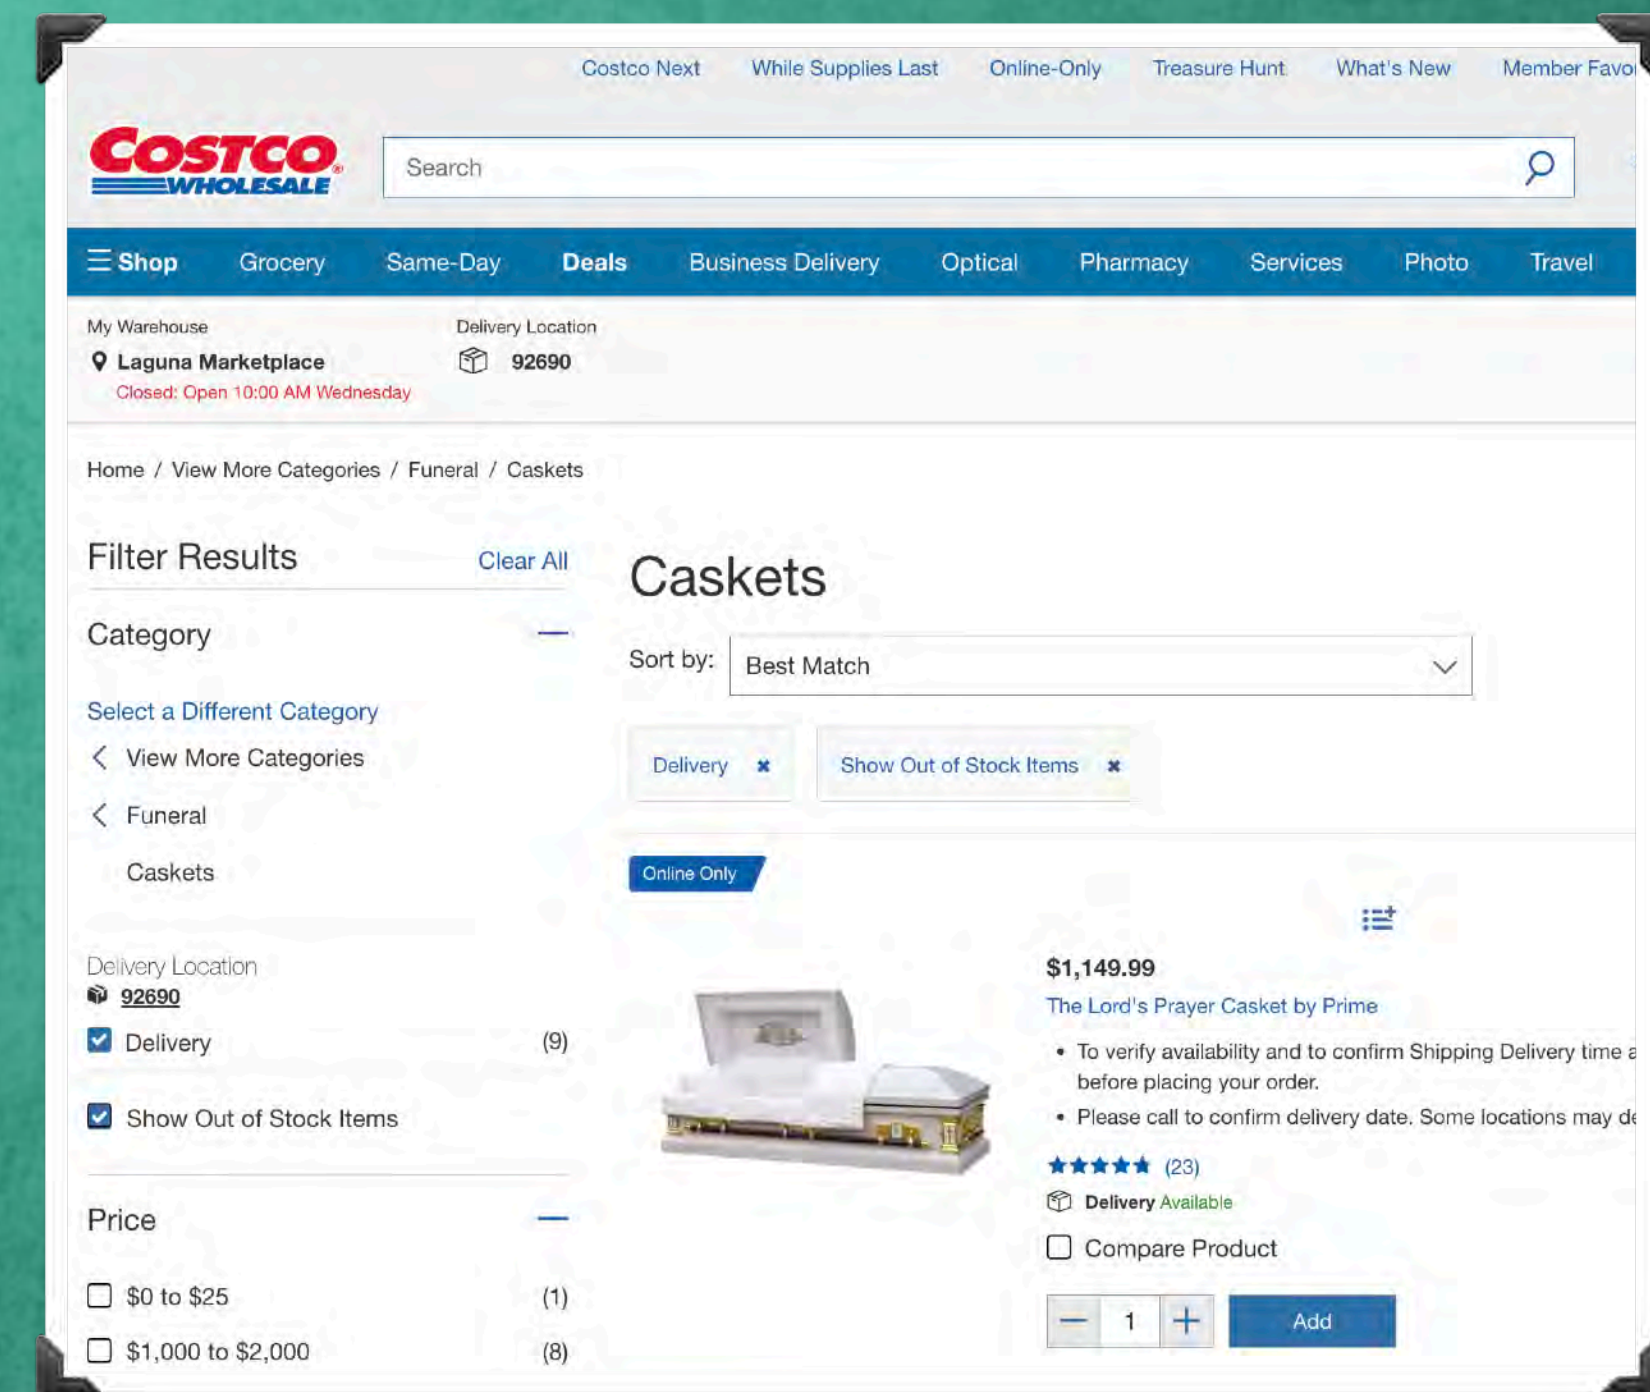 Costco Next While Supplies Last Online-Only Treasure Hunt What's New Member Favo
COSTCO
WHOLESALE
Search
Shop Grocery Same-Day Deals Business Delivery Optical Pharmacy Services Photo Travel
My Warehouse Delivery Location
Laguna Marketplace 92690
Closed: Open 10:00 AM Wednesday
Home / View More Categories / Funeral / Caskets
Filter Results Clear All
Category
Select a Different Category
View More Categories
Funeral
Caskets
Delivery Location
92690
Delivery (9)
Show Out of Stock Items
Price
$0 to $25 (1)
$1,000 to $2,000 (8)
Caskets
Sort by: Best Match
Delivery Show Out of Stock Items
Online Only
$1,149.99
The Lord's Prayer Casket by Prime
• To verify availability and to confirm Shipping Delivery time a
before placing your order.
• Please call to confirm delivery date. Some locations may de
(23)
Delivery Available
Compare Product
1 Add